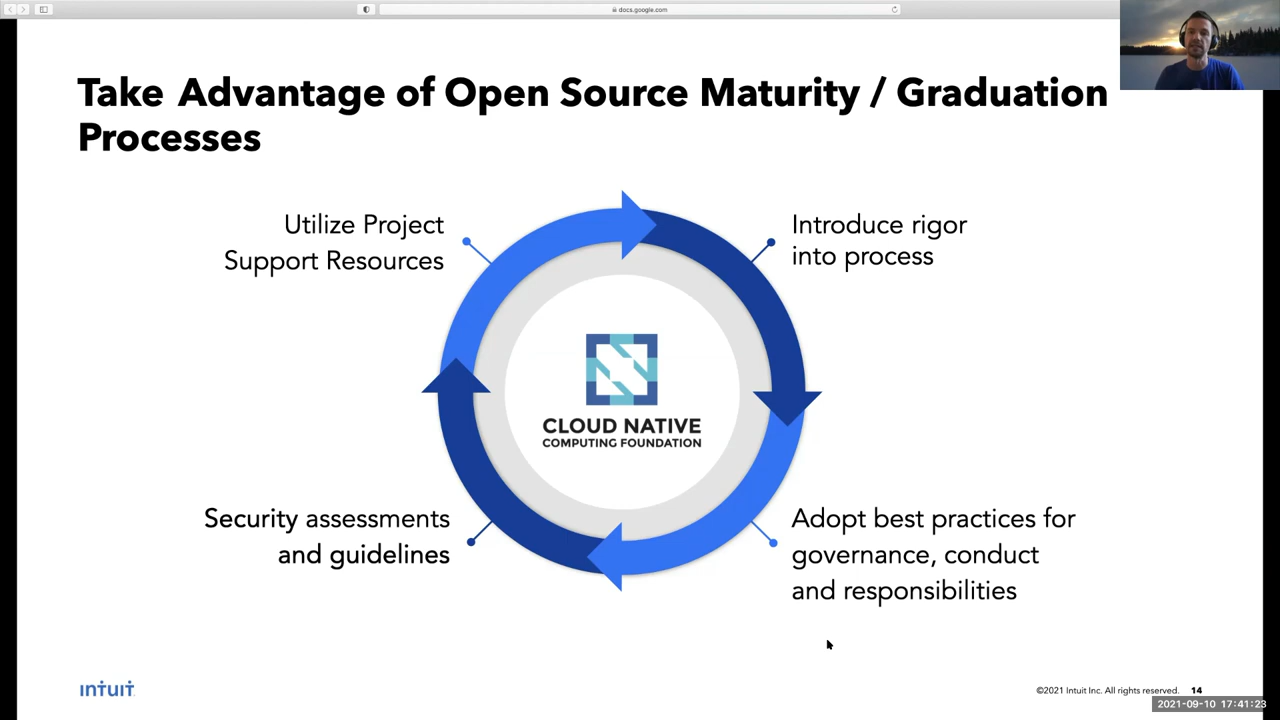 docs.google.com
Take Advantage of Open Source Maturity / Graduation
Processes
Utilize Project
Support Resources
Introduce rigor
into process
CLOUD NATIVE
COMPUTING FOUNDATION
Security assessments
and guidelines
Adopt best practices for
governance, conduct
and responsibilities
intuit
©2021 Intuit Inc. All rights reserved. 14
2021-09-10 17:41:23